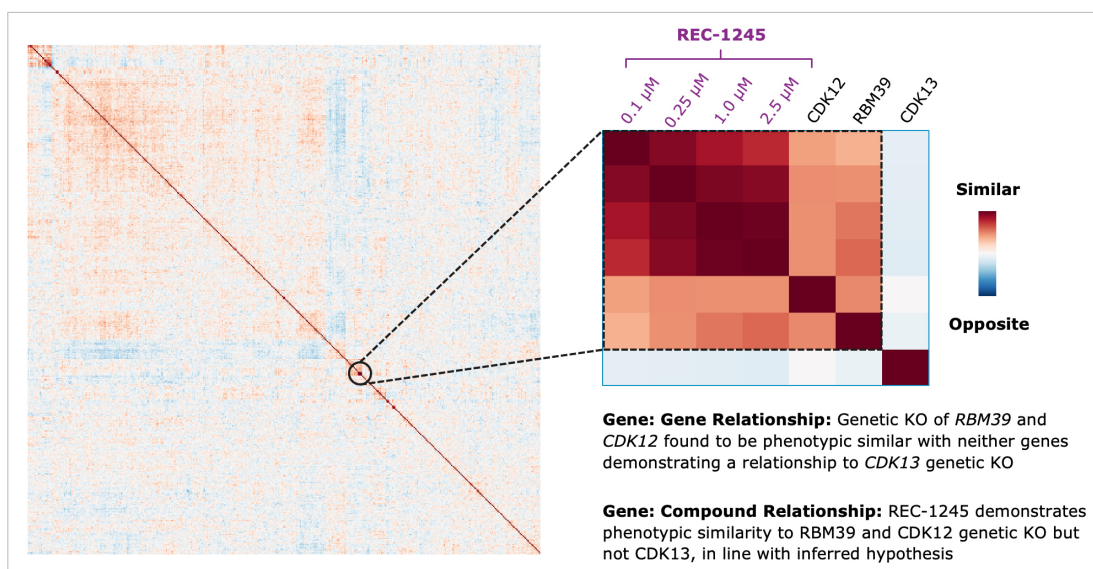 REC-1245
0.1 µM
0.25 µM
1.0 µM
2.5 µM
CDK12
RBM39
CDK13
Similar
Opposite
Gene: Gene Relationship: Genetic KO of RBM39 and
CDK12 found to be phenotypic similar with neither genes
demonstrating a relationship to CDK13 genetic KO
Gene: Compound Relationship: REC-1245 demonstrates
phenotypic similarity to RBM39 and CDK12 genetic KO but
not CDK13, in line with inferred hypothesis